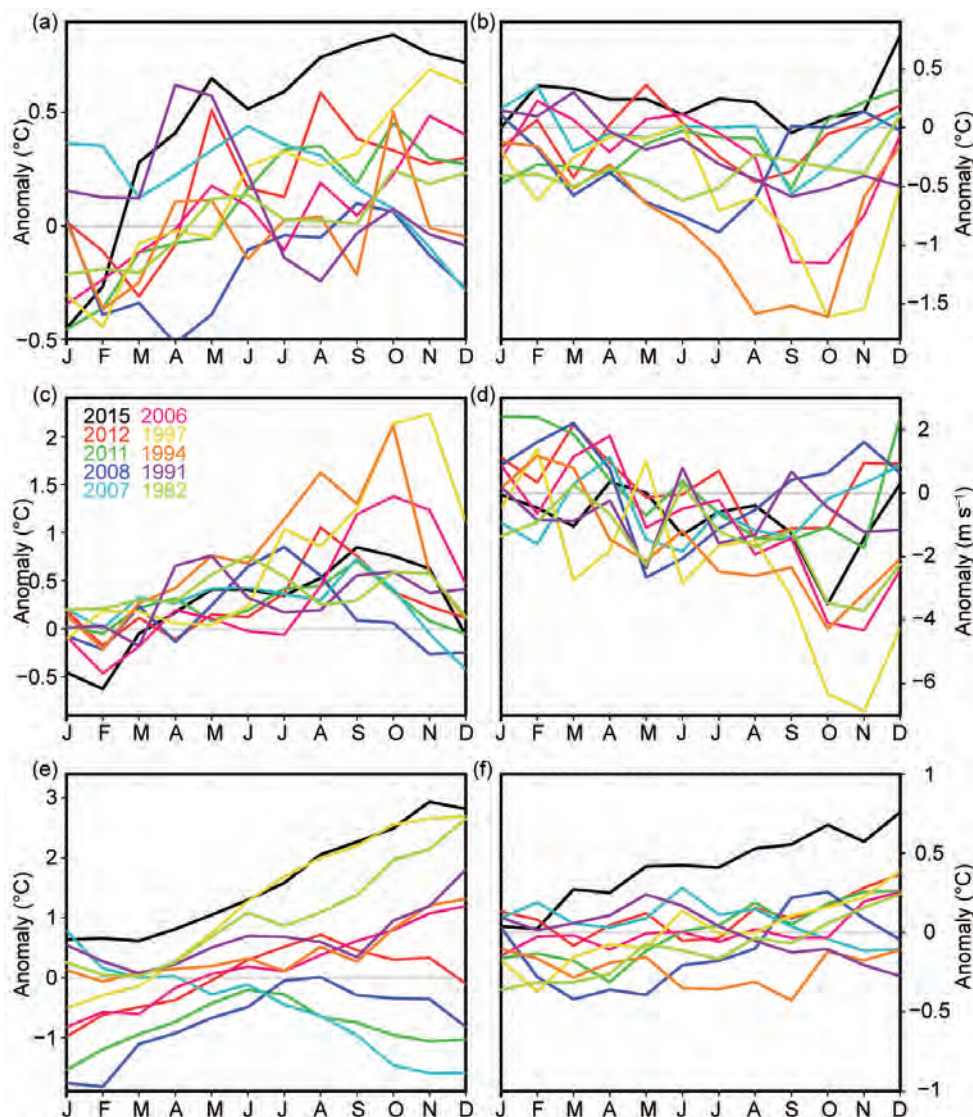 (a)
Anomaly (°C)
0.5
0
−0.5
J F M A M J J A S O N D
(b)
Anomaly (°C)
0.5
0
−0.5
−1
−1.5
J F M A M J J A S O N D
(c)
2015 2006
2012 1997
2011 1994
2008 1991
2007 1982
Anomaly (°C)
2
1.5
1
0.5
0
−0.5
J F M A M J J A S O N D
(d)
Anomaly (m s⁻¹)
2
0
−2
−4
−6
J F M A M J J A S O N D
(e)
Anomaly (°C)
3
2
1
0
−1
J F M A M J J A S O N D
(f)
Anomaly (°C)
1
0.5
0
−0.5
−1
J F M A M J J A S O N D